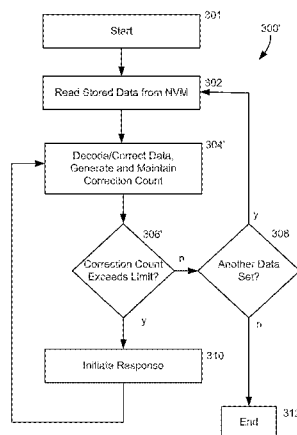 301
Start
300'
302
Read Stored Data from NVM
304'
Decode/Correct Data,
Generate and Maintain
Correction Count
306'
Correction Count
Exceeds Limit?
n
308
Another Data
Set?
y
y
n
310
Initiate Response
312
End